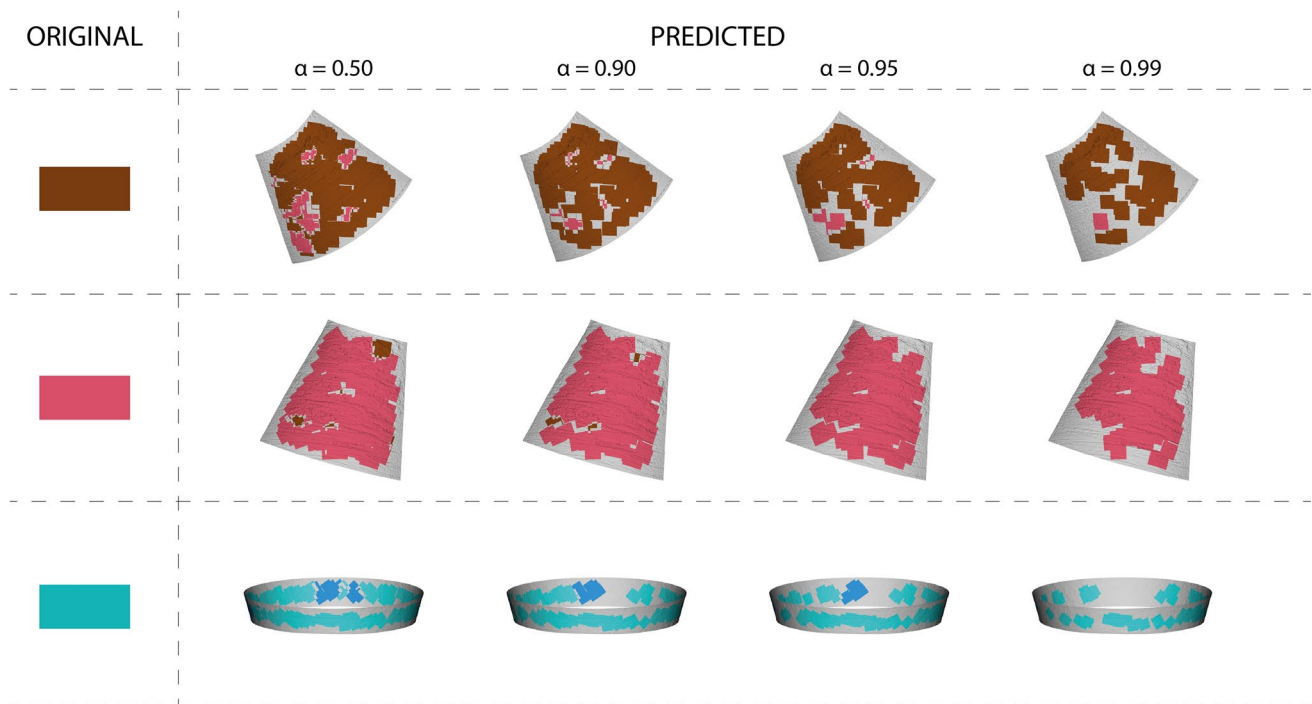 ORIGINAL
PREDICTED
α = 0.50
α = 0.90
α = 0.95
α = 0.99